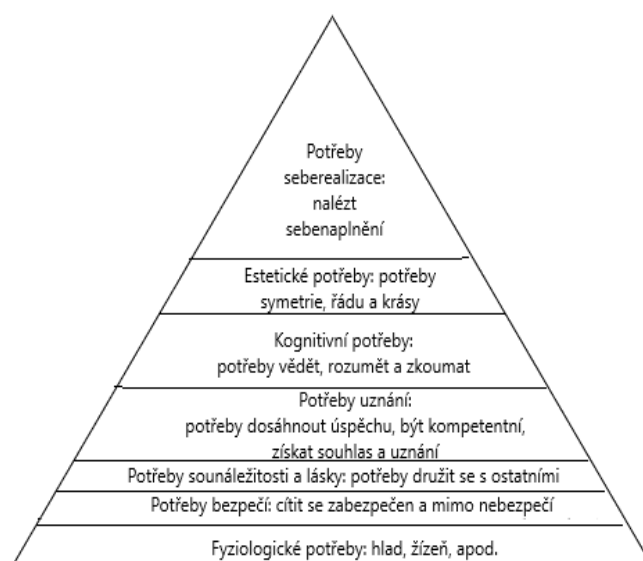 Potřeby
seberealizace:
nalézt
sebenaplnění
Estetické potřeby: potřeby
symetrie, řádu a krásy
Kognitivní potřeby:
potřeby vědět, rozumět a zkoumat
Potřeby uznání:
potřeby dosáhnout úspěchu, být kompetentní,
získat souhlas a uznání
Potřeby sounáležitosti a lásky: potřeby družit se s ostatními
Potřeby bezpečí: cítit se zabezpečen a mimo nebezpečí
Fyziologické potřeby: hlad, žízeň, apod.